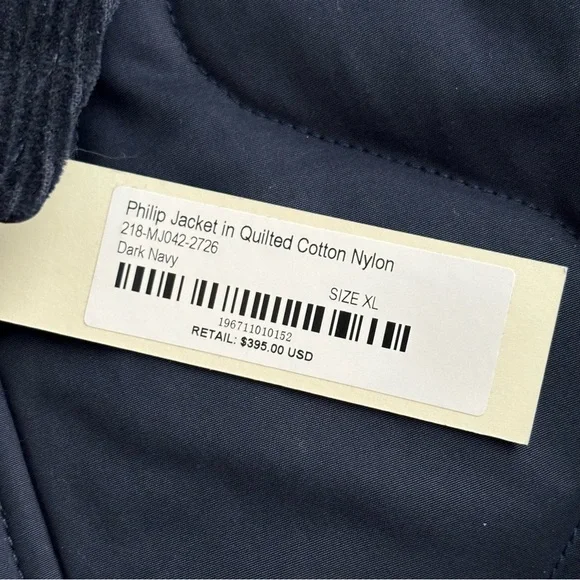 Philip Jacket in Quilted Cotton Nylon
218-MJ042-2726
Dark Navy
SIZE XL
196711010152
RETAIL: $395.00 USD